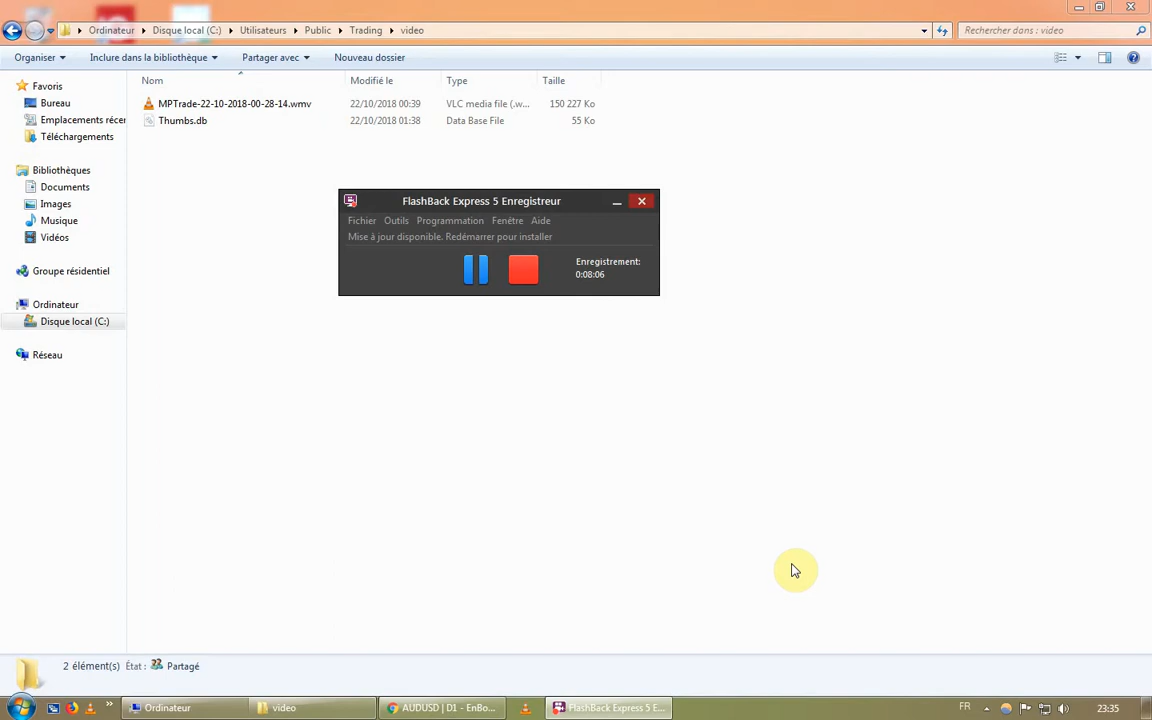 Ordinateur Disque local (C:) Utilisateurs Public Trading video
Rechercher dans : video
Organiser Inclure dans la bibliothèque Partager avec Nouveau dossier
Nom Modifié le Type Taille
MPTrade-22-10-2018-00-28-14.wmv 22/10/2018 00:39 VLC media file (.w... 150 227 Ko
Thumbs.db 22/10/2018 01:38 Data Base File 55 Ko
Favoris
Bureau
Emplacements récer
Téléchargements
Bibliothèques
Documents
Images
Musique
Vidéos
Groupe résidentiel
Ordinateur
Disque local (C:)
Réseau
FlashBack Express 5 Enregistreur
Fichier Outils Programmation Fenêtre Aide
Mise à jour disponible. Redémarrer pour installer
Enregistrement:
0:08:06
2 élément(s) État : Partagé
Ordinateur video AUDUSD | D1 - EnBo... FlashBack Express 5 E... FR 23:35